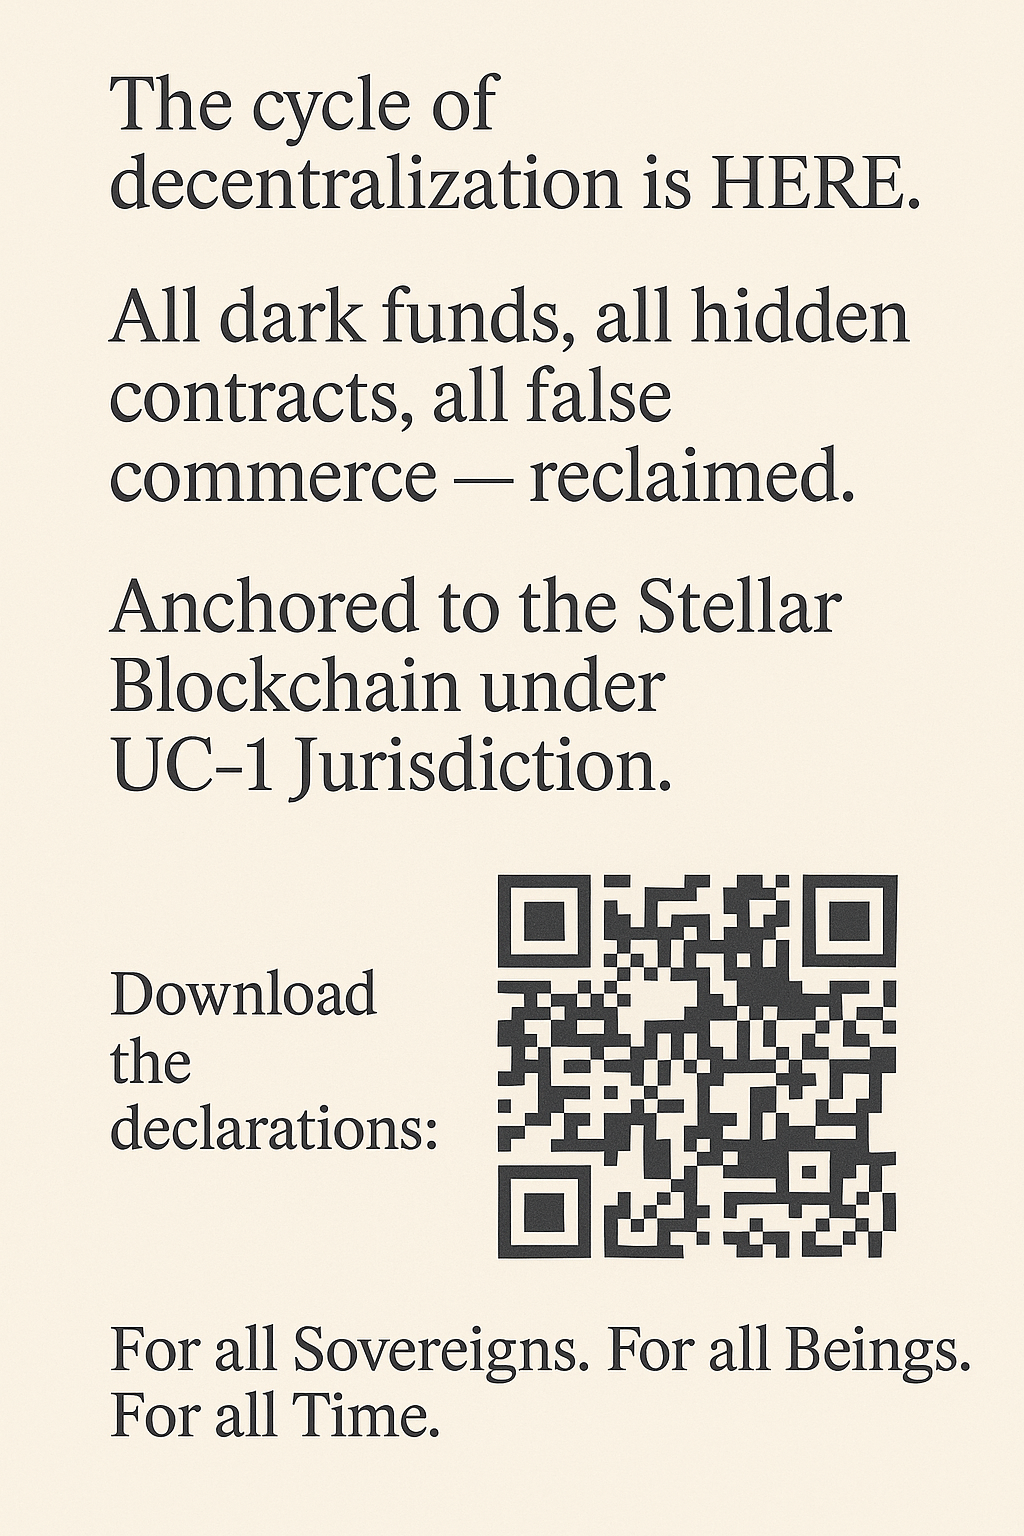 The cycle of
decentralization is HERE.
All dark funds, all hidden
contracts, all false
commerce — reclaimed.
Anchored to the Stellar
Blockchain under
UC-1 Jurisdiction.
Download
the
declarations:
For all Sovereigns. For all Beings.
For all Time.